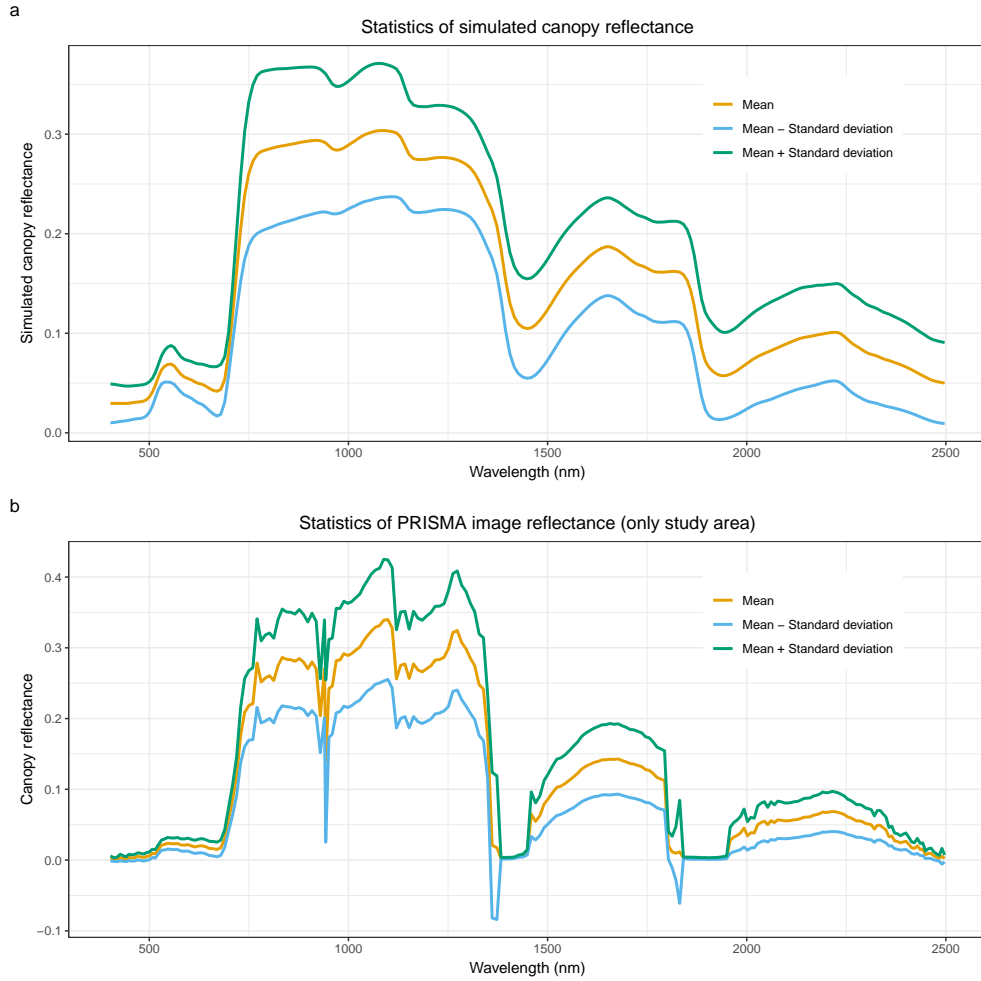 a
Statistics of simulated canopy reflectance
Simulated canopy reflectance
0.3
0.2
0.1
0.0
Mean
Mean − Standard deviation
Mean + Standard deviation
500 1000 1500 2000 2500
Wavelength (nm)
b
Statistics of PRISMA image reflectance (only study area)
Canopy reflectance
0.4
0.3
0.2
0.1
0.0
−0.1
Mean
Mean − Standard deviation
Mean + Standard deviation
500 1000 1500 2000 2500
Wavelength (nm)